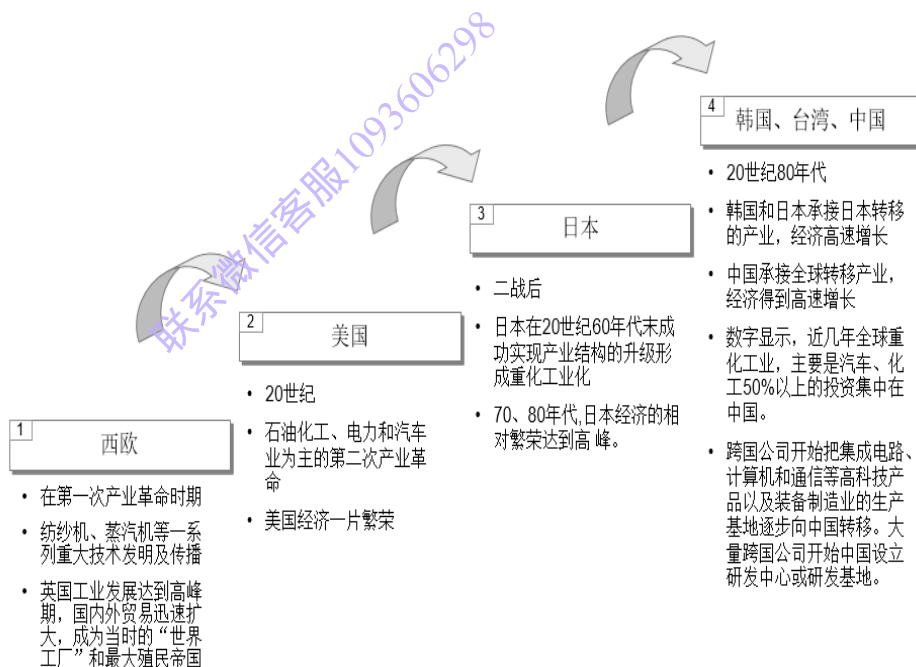 1
西欧
• 在第一次产业革命时期
• 纺纱机、蒸汽机等一系
列重大技术发明及传播
• 英国工业发展达到高峰
期，国内外贸易迅速扩
大，成为当时的“世界
工厂”和最大殖民帝国
2
美国
• 20世纪
• 石油化工、电力和汽车
业为主的第二次产业革
命
• 美国经济一片繁荣
3
日本
• 二战后
• 日本在20世纪60年代末成
功实现产业结构的升级形
成重化工业化
• 70、80年代,日本经济的相
对繁荣达到高 峰。
4
韩国、台湾、中国
• 20世纪80年代
• 韩国和日本承接日本转移
的产业，经济高速增长
• 中国承接全球转移产业，
经济得到高速增长
• 数字显示，近几年全球重
化工业，主要是汽车、化
工50%以上的投资集中在
中国。
• 跨国公司开始把集成电路、
计算机和通信等高科技产
品以及装备制造业的生产
基地逐步向中国转移。大
量跨国公司开始中国设立
研发中心或研发基地。
联系微信客服1093606298